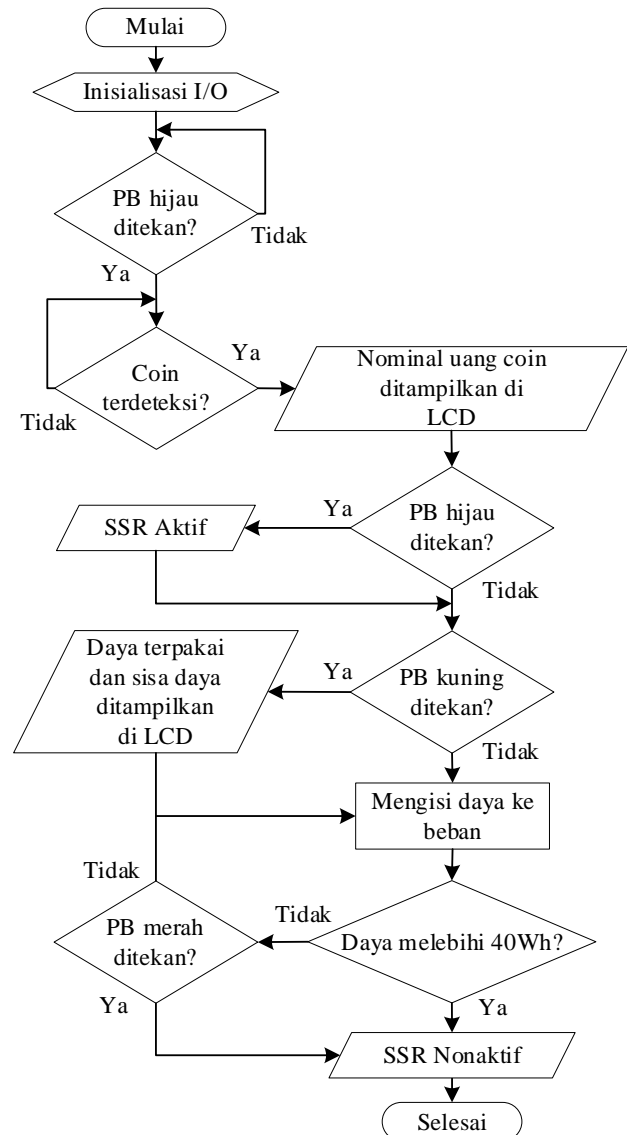 Mulai
Inisialisasi I/O
PB hijau
ditekan?
Tidak
Ya
Coin
terdeteksi?
Ya
Tidak
Nominal uang coin
ditampilkan di
LCD
PB hijau
ditekan?
Ya
SSR Aktif
Tidak
PB kuning
ditekan?
Ya
Daya terpakai
dan sisa daya
ditampilkan
di LCD
Tidak
Mengisi daya ke
beban
Daya melebihi 40Wh?
Tidak
PB merah
ditekan?
Tidak
Ya
Ya
SSR Nonaktif
Selesai